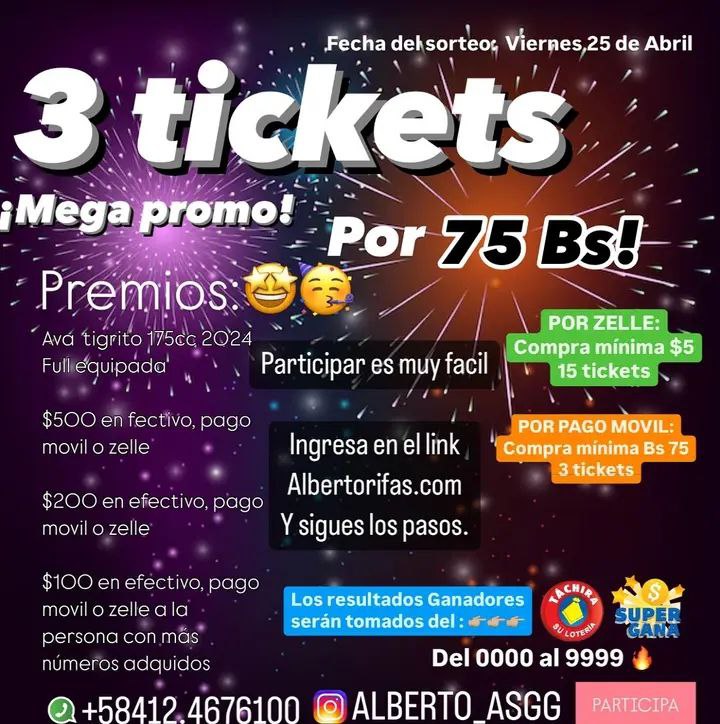 Fecha del sorteo: Viernes,25 de Abril
3 tickets
¡Mega promo!
Por 75 Bs!
Premios:
Ava tigrito 175cc 2024
Full equipada
$500 en fectivo, pago
movil o zelle
$200 en efectivo, pago
movil o zelle
$100 en efectivo, pago
movil o zelle a la
persona con más
números adquidos
Participar es muy facil
Ingresa en el link
Albertorifas.com
Y sigues los pasos.
POR ZELLE:
Compra mínima $5
15 tickets
POR PAGO MOVIL:
Compra mínima Bs 75
3 tickets
Los resultados Ganadores
serán tomados del :
TÁCHIRA
SU LOTERIA
$
SUPER
GANA
Del 0000 al 9999
+58412.4676100
ALBERTO_ASGG
PARTICIPA